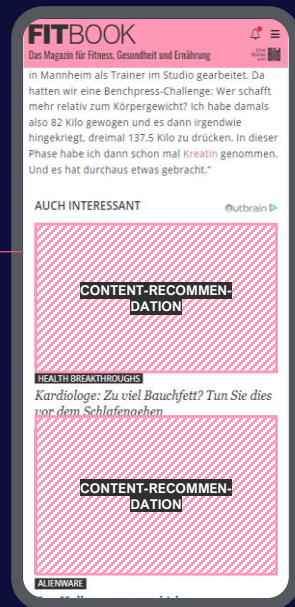 FITBOOK
Das Magazin für Fitness, Gesundheit und Ernährung
Eine Marke von Bild
in Mannheim als Trainer im Studio gearbeitet. Da
hatten wir eine Benchpress-Challenge: Wer schafft
mehr relativ zum Körpergewicht? Ich habe damals
also 82 Kilo gewogen und es dann irgendwie
hingekriegt, dreimal 137,5 Kilo zu drücken. In dieser
Phase habe ich dann schon mal Kreatin genommen.
Und es hat durchaus etwas gebracht.“
AUCH INTERESSANT
Outbrain
CONTENT-RECOMMEN-
DATION
HEALTH BREAKTHROUGHS
Kardiologe: Zu viel Bauchfett? Tun Sie dies
vor dem Schlafengehen
CONTENT-RECOMMEN-
DATION
ALIENWARE